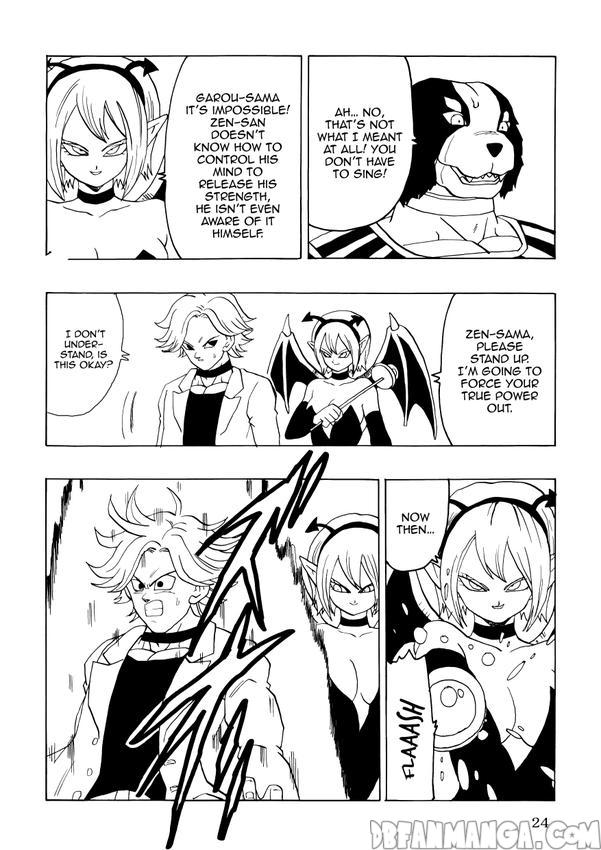 AH... NO,
THAT'S NOT
WHAT I MEANT
AT ALL! YOU
DON'T HAVE
TO SING!
GAROU-SAMA
IT'S IMPOSSIBLE!
ZEN-SAN
DOESN'T
KNOW HOW TO
CONTROL HIS
MIND TO
RELEASE HIS
STRENGTH,
HE ISN'T EVEN
AWARE OF IT
HIMSELF.
ZEN-SAMA,
PLEASE
STAND UP.
I'M GOING TO
FORCE YOUR
TRUE POWER
OUT.
I DON'T
UNDER-
STAND, IS
THIS OKAY?
NOW
THEN...
FLAAASH
24
DBFANMANGA.COM